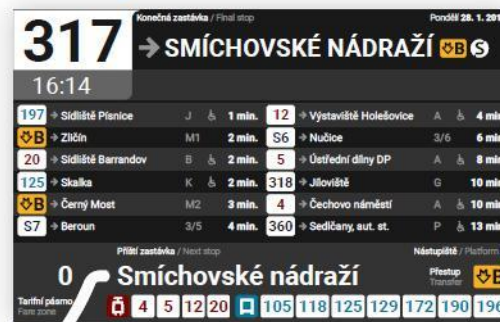 317
Konečná zastávka / Final stop
Pondělí 28. 1. 201
→ SMÍCHOVSKÉ NÁDRAŽÍ B S
16:14
197 → Sídliště Písnice J 1 min.
12 → Výstaviště Holešovice A 4 min
B → Zličín M1 2 min.
S6 → Nučice 3/6 6 min
20 → Sídliště Barrandov B 2 min.
5 → Ústřední dílny DP A 8 min
125 → Skalka K 2 min.
318 → Jíloviště G 10 min
B → Černý Most M2 3 min.
4 → Čechovo náměstí A 10 min
S7 → Beroun 3/5 4 min.
360 → Sedlčany, aut. st. P 13 min
Příští zastávka / Next stop
Nástupiště / Platform
0 Smíchovské nádraží
Přestup B
Transfer
Tarifní pásmo
Fare zone
4 5 12 20 105 118 125 129 172 190 196